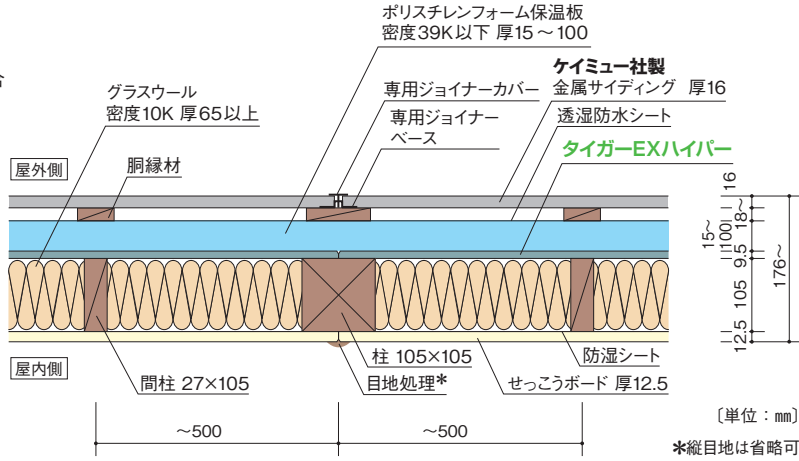 ポリスチレンフォーム保温板
密度39K以下 厚15～100
合
グラスウール
密度10K 厚65以上
専用ジョイナーカバー
専用ジョイナー
ベース
ケイミュー社製
金属サイディング 厚16
透湿防水シート
タイガーEXハイパー
屋外側
胴縁材
16
18～
15～
100
9.5
105
12.5
176～
屋内側
間柱 27×105
柱 105×105
目地処理*
防湿シート
せっこうボード 厚12.5
～500
～500
〔単位：㎜〕
*縦目地は省略可